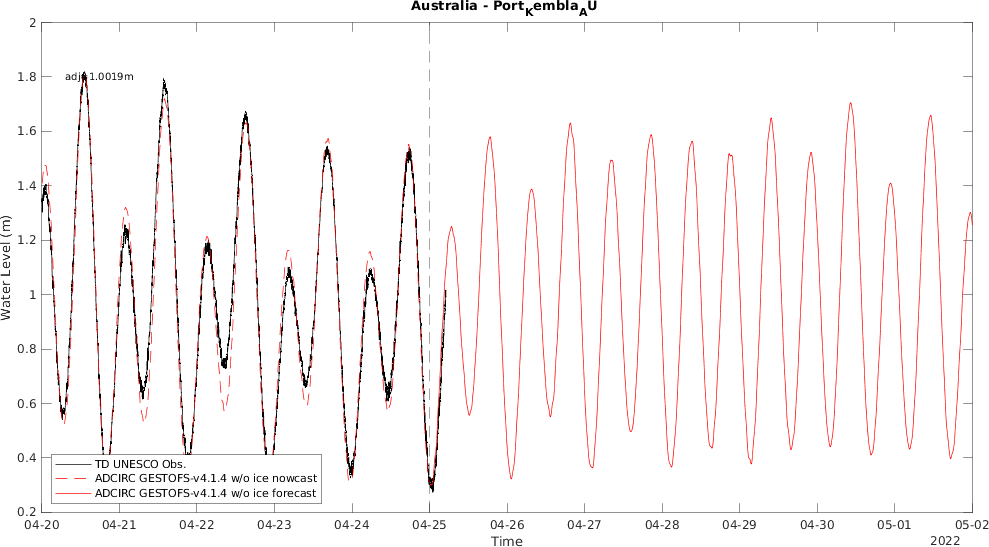 Australia - PortKemblaAU
2
1.8
1.6
1.4
1.2
1
0.8
0.6
0.4
0.2
Water Level (m)
adj=1.0019m
TD UNESCO Obs.
ADCIRC GESTOFS-v4.1.4 w/o ice nowcast
ADCIRC GESTOFS-v4.1.4 w/o ice forecast
04-20 04-21 04-22 04-23 04-24 04-25 04-26 04-27 04-28 04-29 04-30 05-01 05-02
Time
2022